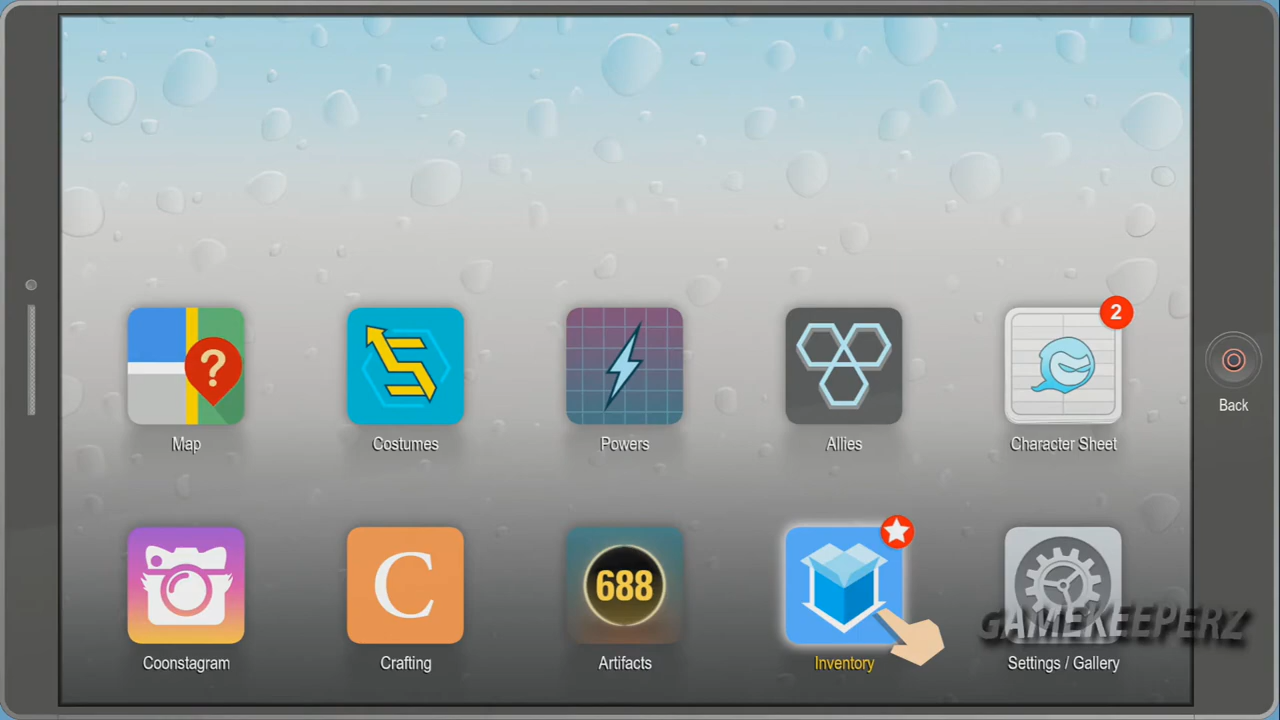 2
Map
Costumes
Powers
Allies
Character Sheet
Back
C
688
Coonstagram
Crafting
Artifacts
Inventory
Settings / Gallery
GAMEKEEPERZ
?